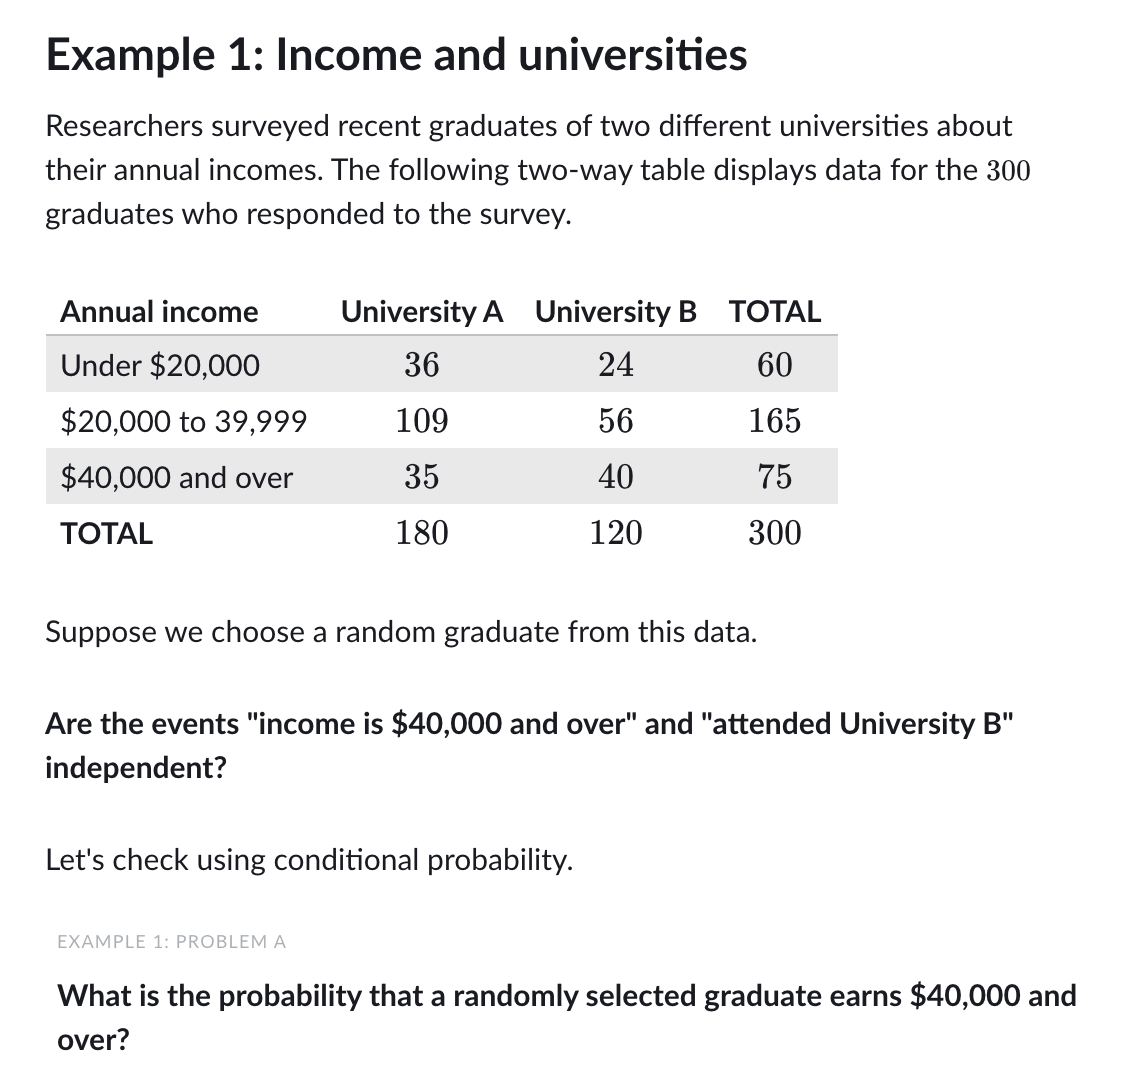 Example 1: Income and universities
Researchers surveyed recent graduates of two different universities about
their annual incomes. The following two-way table displays data for the 300
graduates who responded to the survey.
Annual income University A University B TOTAL
Under $20,000 36 24 60
$20,000 to 39,999 109 56 165
$40,000 and over 35 40 75
TOTAL 180 120 300
Suppose we choose a random graduate from this data.
Are the events "income is $40,000 and over" and "attended University B"
independent?
Let's check using conditional probability.
EXAMPLE 1: PROBLEM A
What is the probability that a randomly selected graduate earns $40,000 and
over?